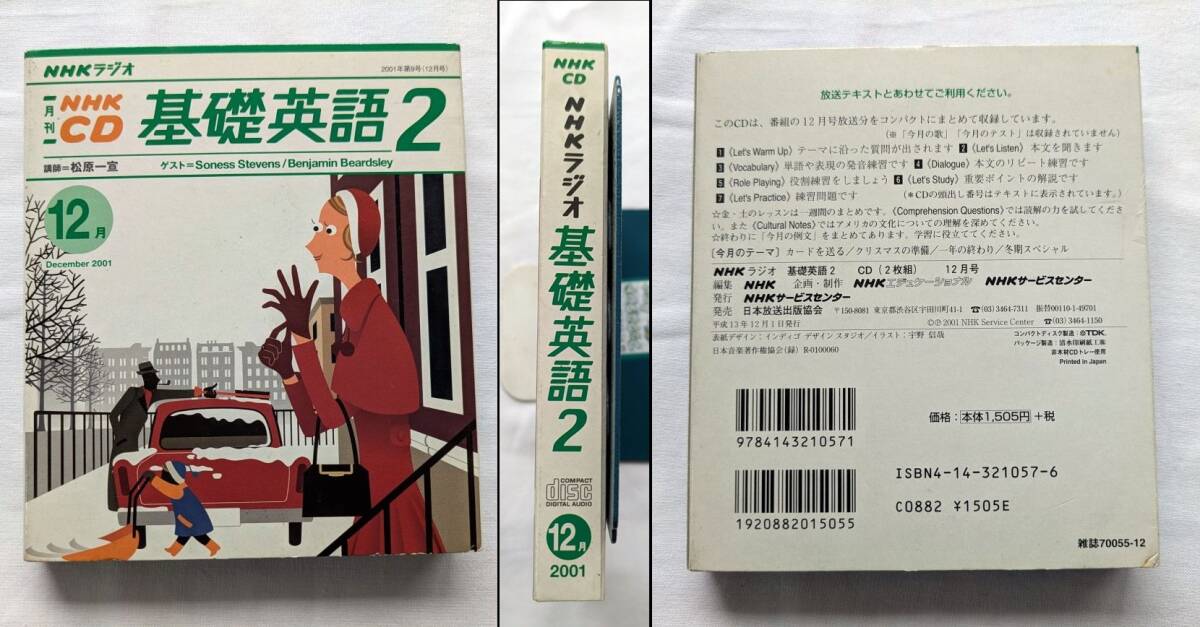 NHKラジオ
2001年第9号(12月号)
月刊
NHK
CD
基礎英語2
講師=松原一宣
ゲスト=Soness Stevens/Benjamin Beardsley
12月
December 2001
NHK
CD
NHKラジオ
基礎英語2
COMPACT
disc
DIGITAL AUDIO
12月
2001
放送テキストとあわせてご利用ください。
このCDは、番組の12月号放送分をコンパクトにまとめて収録しています。
(※「今月の歌」「今月のテスト」は収録されていません)
1《Let's Warm Up》テーマに沿った質問が出されます 2《Let's Listen》本文を聞きます
3《Vocabulary》単語や表現の発音練習です 4《Dialogue》本文のリピート練習です
5《Role Playing》役割練習をしましょう 6《Let's Study》重要ポイントの解説です
7《Let's Practice》練習問題です (*CDの頭出し番号はテキストに表示されています。)
☆金・土のレッスンは一週間のまとめです。《Comprehension Questions》では読解の力を試してくださ
い。また《Cultural Notes》ではアメリカの文化についての理解を深めてください。
☆終わりに「今月の例文」をまとめてあります。学習に役立ててください。
[今月のテーマ] カードを送る/クリスマスの準備/一年の終わり/冬期スペシャル
NHKラジオ 基礎英語2 CD(2枚組) 12月号
編集 NHK 企画・制作 NHKエデュケーショナル NHKサービスセンター
発行 NHKサービスセンター
発売 日本放送出版協会 〒150-8081 東京都渋谷区宇田川町41-1 ☎(03)3464-7311 振替00110-1-49701
平成13年12月1日発行 ©℗2001 NHK Service Center ☎(03)3464-1150
表紙デザイン:インディゴ デザイン スタジオ/イラスト:宇野 信哉
コンパクトディスク製造:TDK
日本音楽著作権協会(録) R-0100060
パッケージ製造:清水印刷紙工㈱
非木材CDトレー使用
Printed in Japan
9784143210571
価格:本体1,505円+税
ISBN4-14-321057-6
1920882015055
C0882 ¥1505E
雑誌70055-12